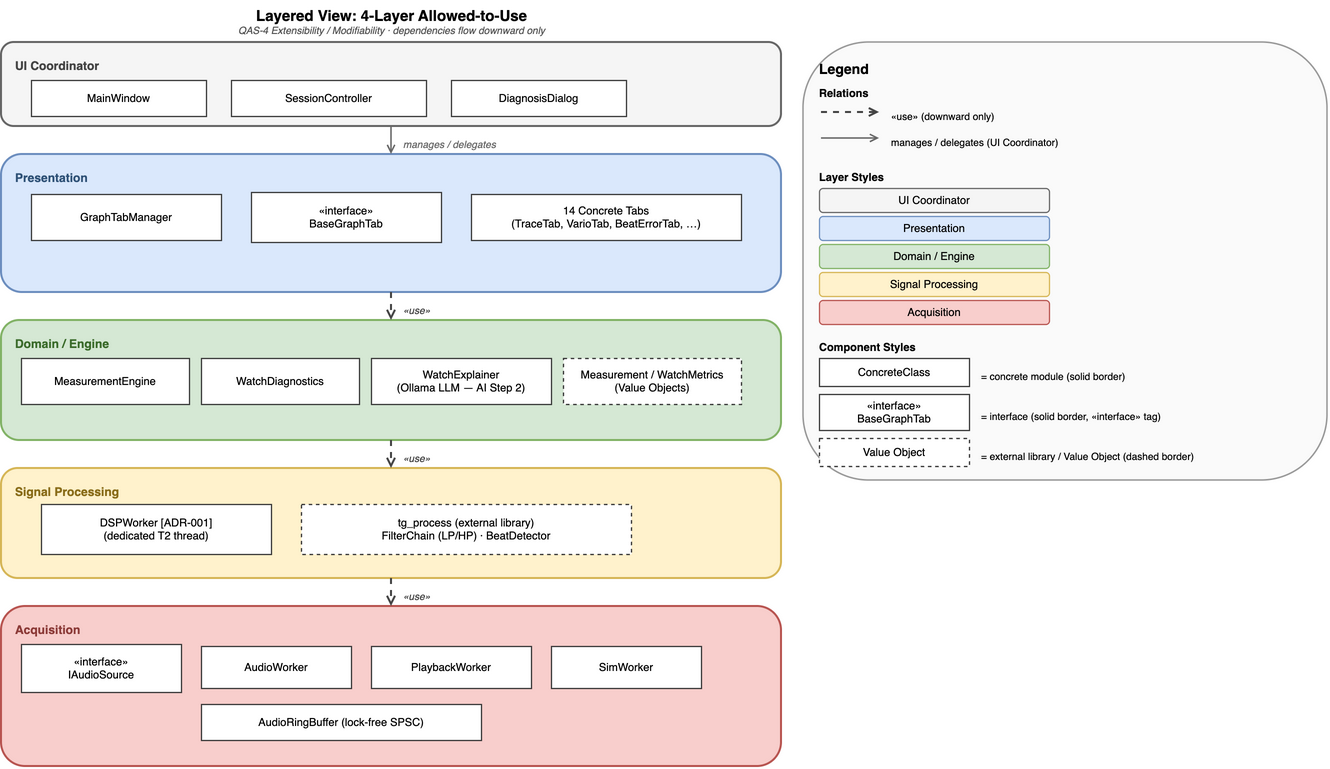 Layered View: 4-Layer Allowed-to-Use
QAS-4 Extensibility / Modifiability · dependencies flow downward only
UI Coordinator
MainWindow
SessionController
DiagnosisDialog
manages / delegates
Presentation
GraphTabManager
«interface»
BaseGraphTab
14 Concrete Tabs
(TraceTab, VarioTab, BeatErrorTab, …)
«use»
Domain / Engine
MeasurementEngine
WatchDiagnostics
WatchExplainer
(Ollama LLM — AI Step 2)
Measurement / WatchMetrics
(Value Objects)
«use»
Signal Processing
DSPWorker [ADR-001]
(dedicated T2 thread)
tg_process (external library)
FilterChain (LP/HP) · BeatDetector
«use»
Acquisition
«interface»
IAudioSource
AudioWorker
PlaybackWorker
SimWorker
AudioRingBuffer (lock-free SPSC)
Legend
Relations
«use» (downward only)
manages / delegates (UI Coordinator)
Layer Styles
UI Coordinator
Presentation
Domain / Engine
Signal Processing
Acquisition
Component Styles
ConcreteClass
= concrete module (solid border)
«interface»
BaseGraphTab
= interface (solid border, «interface» tag)
Value Object
= external library / Value Object (dashed border)